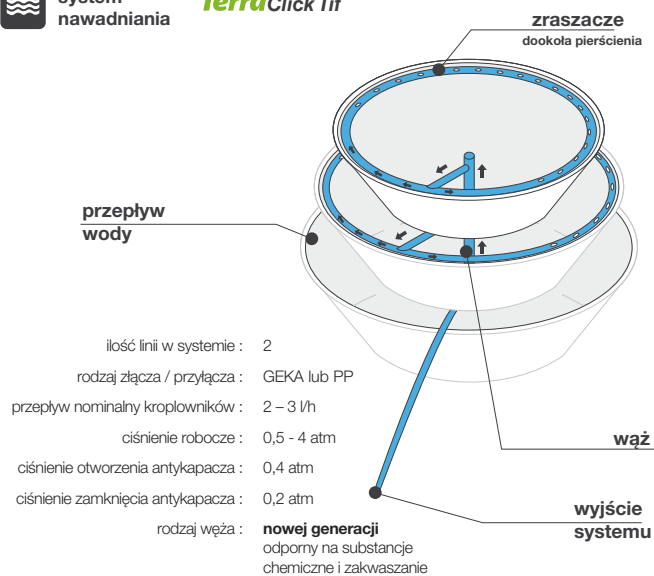 system
nawadniania
Terra Click Tif
zraszacze
dookoła pierścienia
przepływ
wody
ilość linii w systemie : 2
rodzaj złącza / przyłącza : GEKA lub PP
przepływ nominalny kroplowników : 2 – 3 l/h
ciśnienie robocze : 0,5 - 4 atm
ciśnienie otworzenia antykapacza : 0,4 atm
ciśnienie zamknięcia antykapacza : 0,2 atm
rodzaj węża : nowej generacji
odporny na substancje
chemiczne i zakwaszanie
wąż
wyjście
systemu